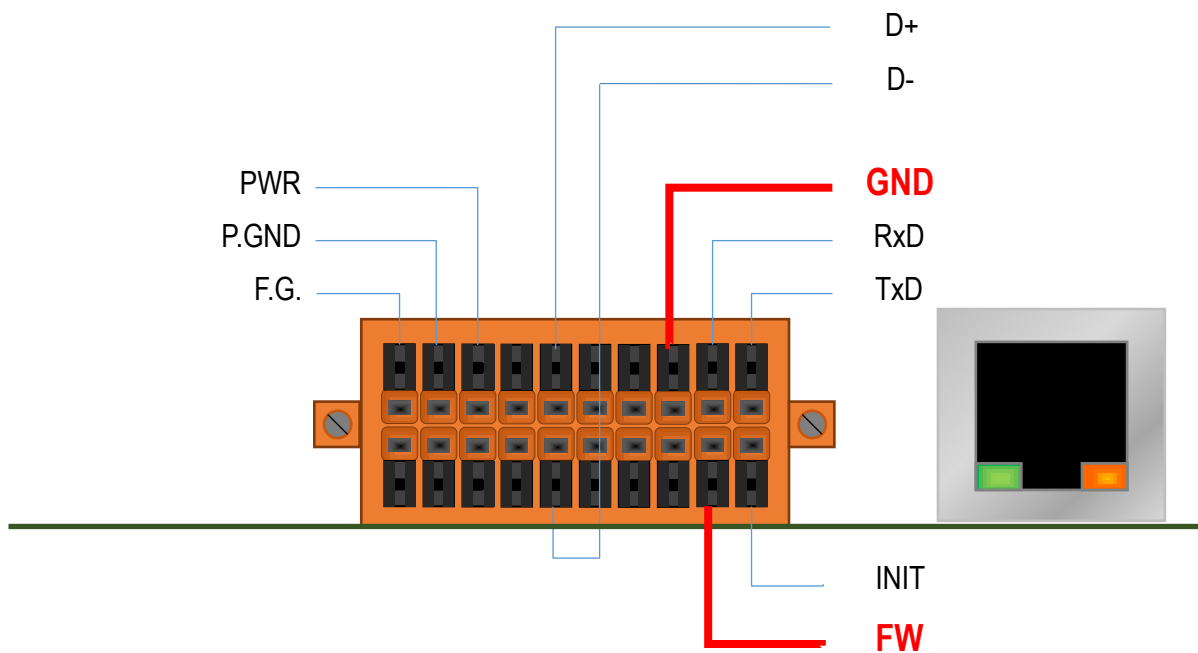 D+
D-
PWR
GND
P.GND
RxD
F.G.
TxD
INIT
FW